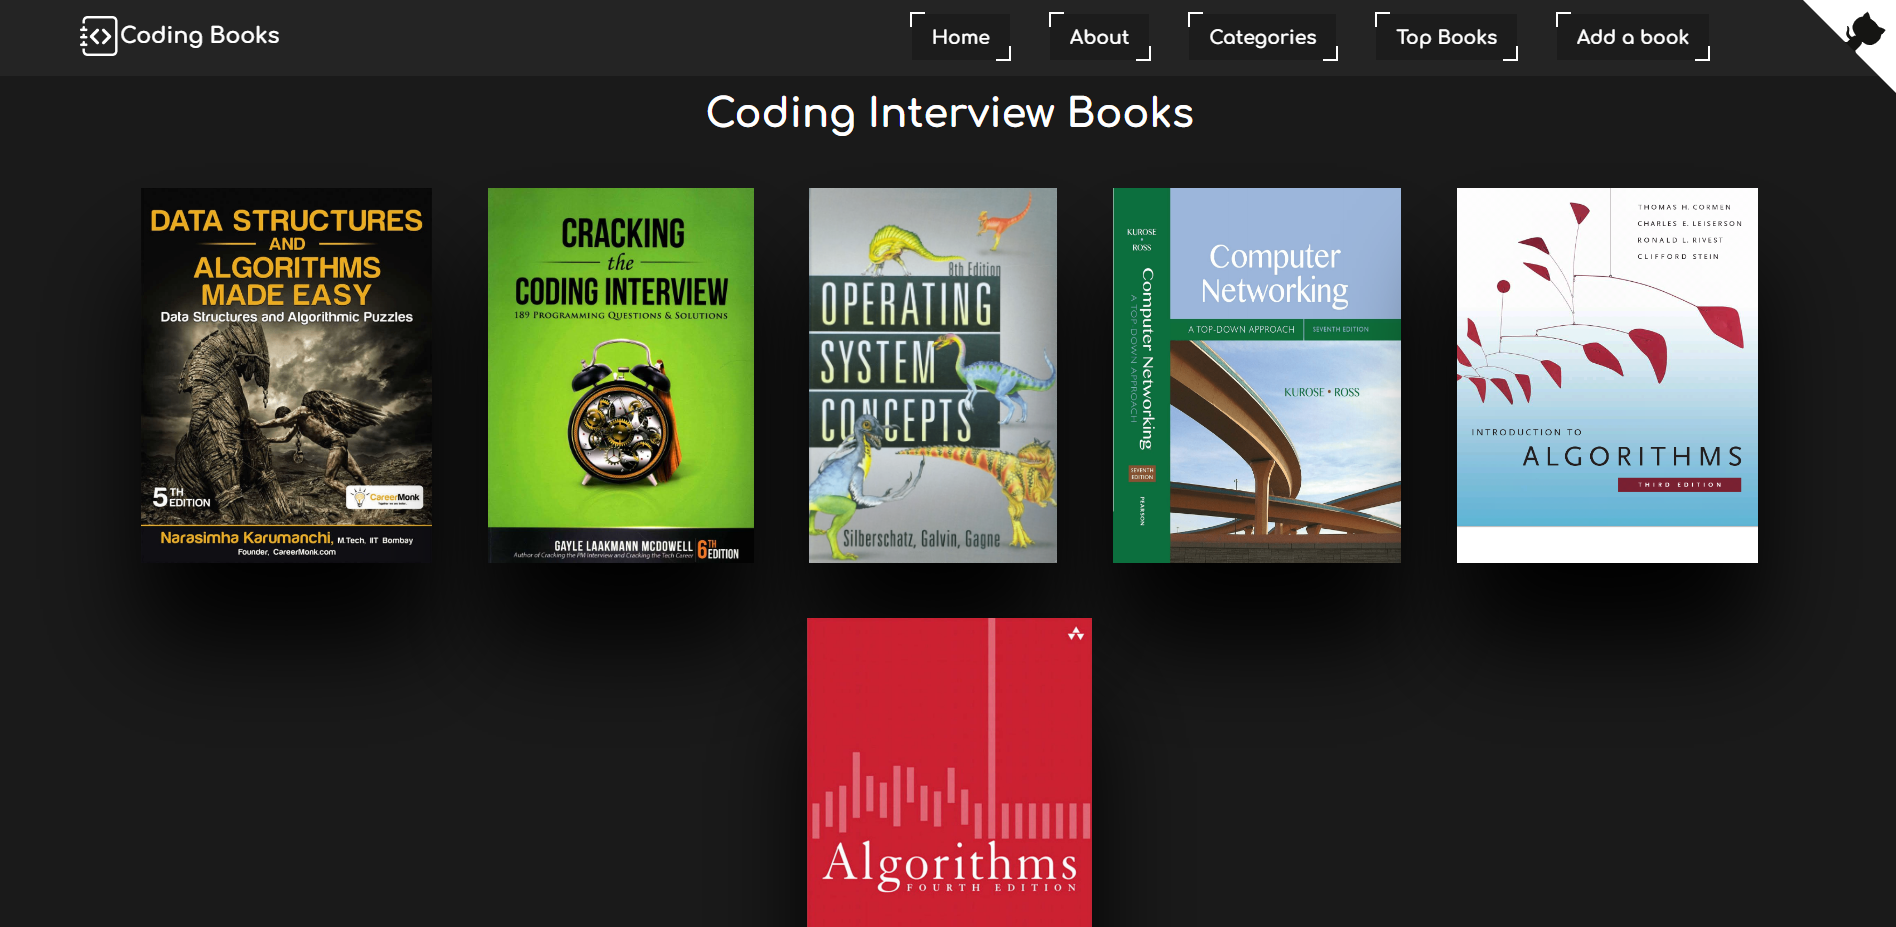 Coding Books
Home
About
Categories
Top Books
Add a book
Coding Interview Books
DATA STRUCTURES
AND
ALGORITHMS
MADE EASY
Data Structures and Algorithmic Puzzles
5TH
EDITION
CareerMonk
Narasimha Karumanchi, M.Tech, IIT Bombay
Founder, CareerMonk.com
CRACKING
the
CODING INTERVIEW
189 PROGRAMMING QUESTIONS & SOLUTIONS
GAYLE LAAKMANN MCDOWELL
Author of Cracking the PM Interview and Cracking the Tech Career
6TH
EDITION
8th Edition
OPERATING
SYSTEM
CONCEPTS
Silberschatz, Galvin, Gagne
KUROSE
ROSS
Computer Networking
A TOP-DOWN APPROACH
SEVENTH
EDITION
PEARSON
Computer
Networking
A TOP-DOWN APPROACH
SEVENTH EDITION
KUROSE • ROSS
THOMAS H. CORMEN
CHARLES E. LEISERSON
RONALD L. RIVEST
CLIFFORD STEIN
INTRODUCTION TO
ALGORITHMS
THIRD EDITION
Algorithms
FOURTH EDITION